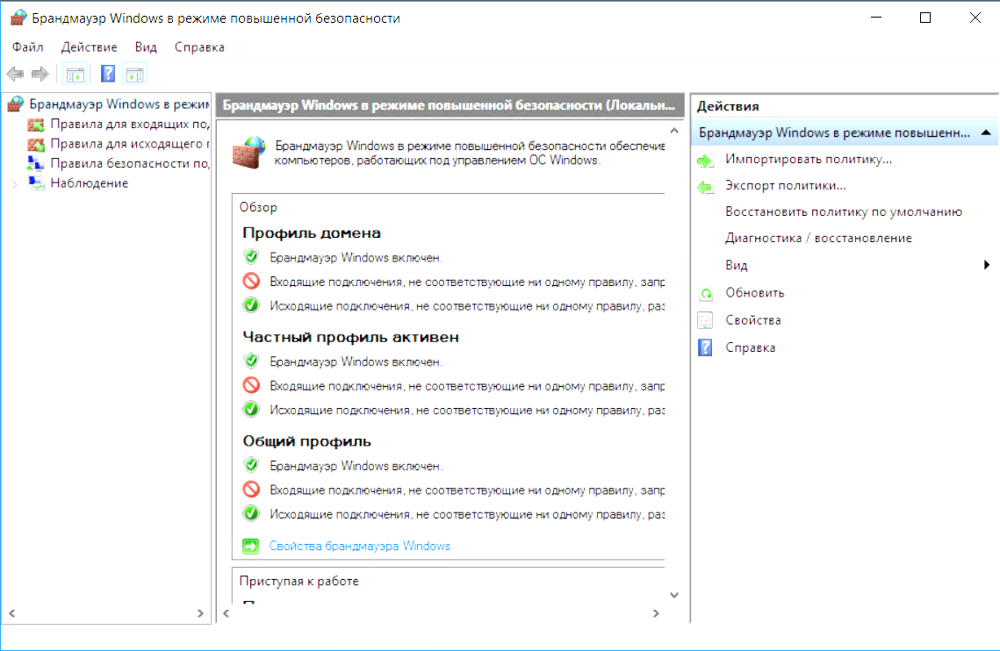 Брандмауэр Windows в режиме повышенной безопасности
Файл Действие Вид Справка
Брандмауэр Windows в режим
Правила для входящих по
Правила для исходящего
Правила безопасности по
Наблюдение
Брандмауэр Windows в режиме повышенной безопасности (Локальн...
Брандмауэр Windows в режиме повышенной безопасности обеспечив
компьютеров, работающих под управлением ОС Windows.
Обзор
Профиль домена
Брандмауэр Windows включен.
Входящие подключения, не соответствующие ни одному правилу, запр
Исходящие подключения, не соответствующие ни одному правилу, раз
Частный профиль активен
Брандмауэр Windows включен.
Входящие подключения, не соответствующие ни одному правилу, запр
Исходящие подключения, не соответствующие ни одному правилу, раз
Общий профиль
Брандмауэр Windows включен.
Входящие подключения, не соответствующие ни одному правилу, запр
Исходящие подключения, не соответствующие ни одному правилу, раз
Свойства брандмауэра Windows
Приступая к работе
Действия
Брандмауэр Windows в режиме повышенн...
Импортировать политику...
Экспорт политики...
Восстановить политику по умолчанию
Диагностика / восстановление
Вид
Обновить
Свойства
Справка